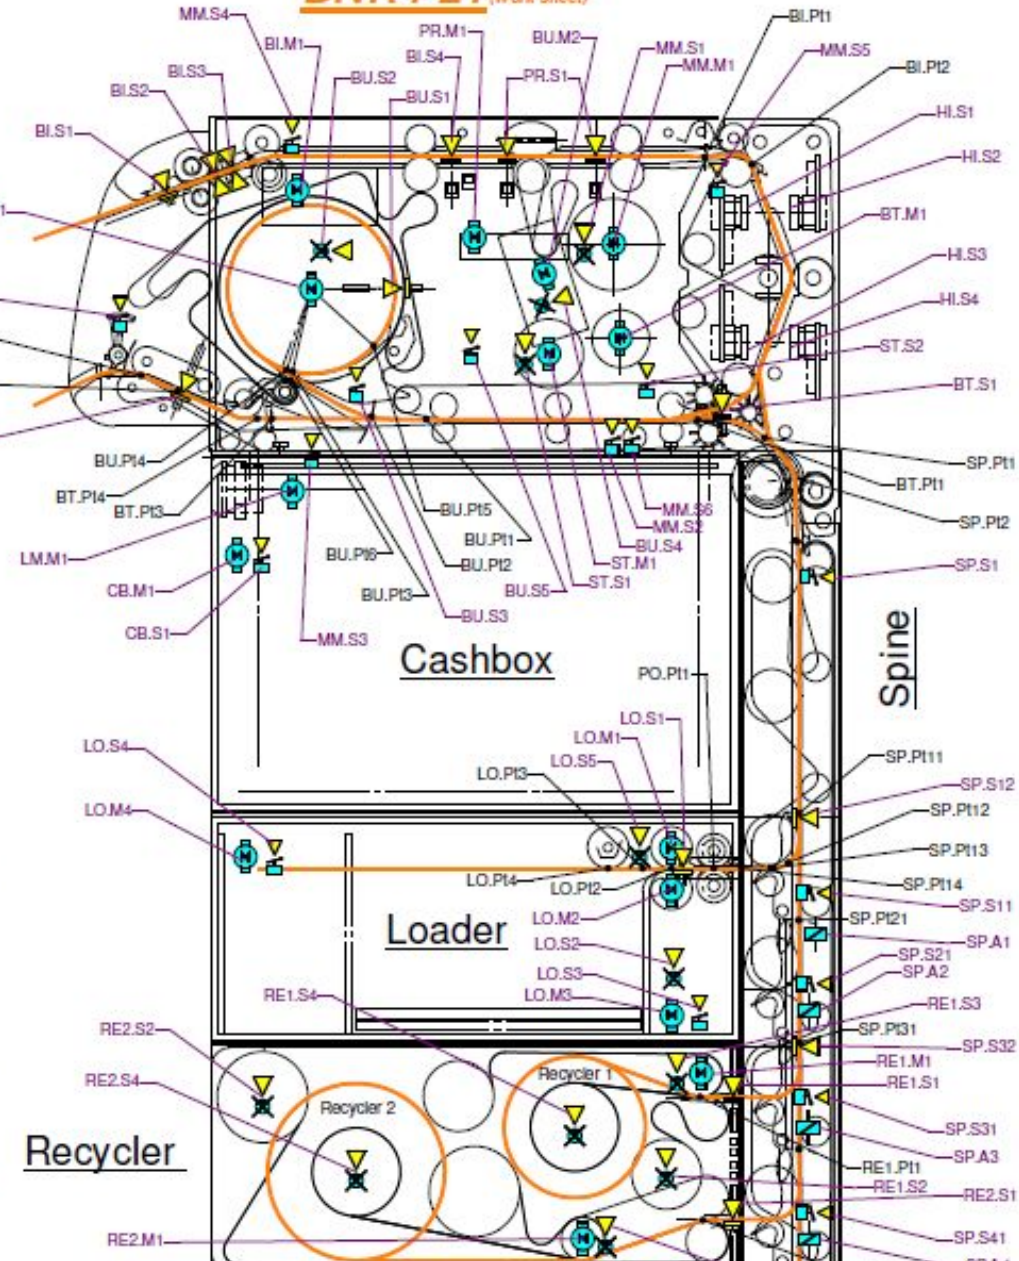 (Work sheet)
BI.Pt1
MM.S4
PR.M1
BU.M2
BI.M1
MM.S1
MM.S5
BI.S4
MM.M1
BI.Pt2
BI.S3
BU.S2
PR.S1
BI.S2
BU.S1
HI.S1
BI.S1
HI.S2
1
BT.M1
HI.S3
HI.S4
ST.S2
BT.S1
BU.Pt4
SP.Pt1
BT.Pt4
BT.Pt1
BT.Pt3
BU.Pt5
MM.S6
SP.Pt2
MM.S2
BU.Pt1
BU.S4
LM.M1
BU.Pt6
BU.Pt2
ST.M1
SP.S1
CB.M1
BU.Pt3
BU.S5
ST.S1
BU.S3
CB.S1
MM.S3
Cashbox
Spine
PO.Pt1
LO.S1
LO.M1
LO.S4
LO.S5
SP.Pt11
LO.Pt3
SP.S12
LO.M4
SP.Pt12
SP.Pt13
LO.Pt4
LO.Pt2
SP.Pt14
SP.S11
LO.M2
SP.Pt21
Loader
LO.S2
SP.A1
SP.S21
LO.S3
SP.A2
RE1.S4
LO.M3
RE1.S3
RE2.S2
SP.Pt31
SP.S32
RE1.M1
Recycler 1
RE2.S4
RE1.S1
Recycler 2
SP.S31
Recycler
SP.A3
RE1.Pt1
RE1.S2
RE2.S1
RE2.M1
SP.S41